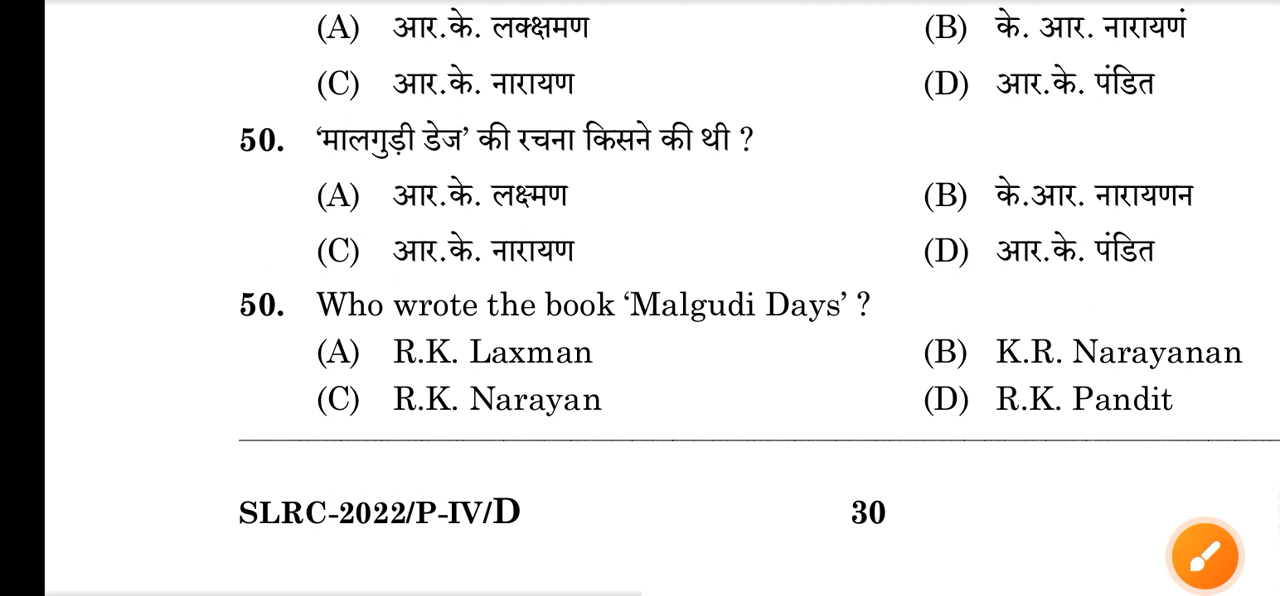 (A) आर.के. लक्क्षमण (B) के. आर. नारायणं
(C) आर.के. नारायण (D) आर.के. पंडित
50. ‘मालगुड़ी डेज’ की रचना किसने की थी ?
(A) आर.के. लक्ष्मण (B) के.आर. नारायणन
(C) आर.के. नारायण (D) आर.के. पंडित
50. Who wrote the book ‘Malgudi Days’ ?
(A) R.K. Laxman (B) K.R. Narayanan
(C) R.K. Narayan (D) R.K. Pandit
SLRC-2022/P-IV/D 30